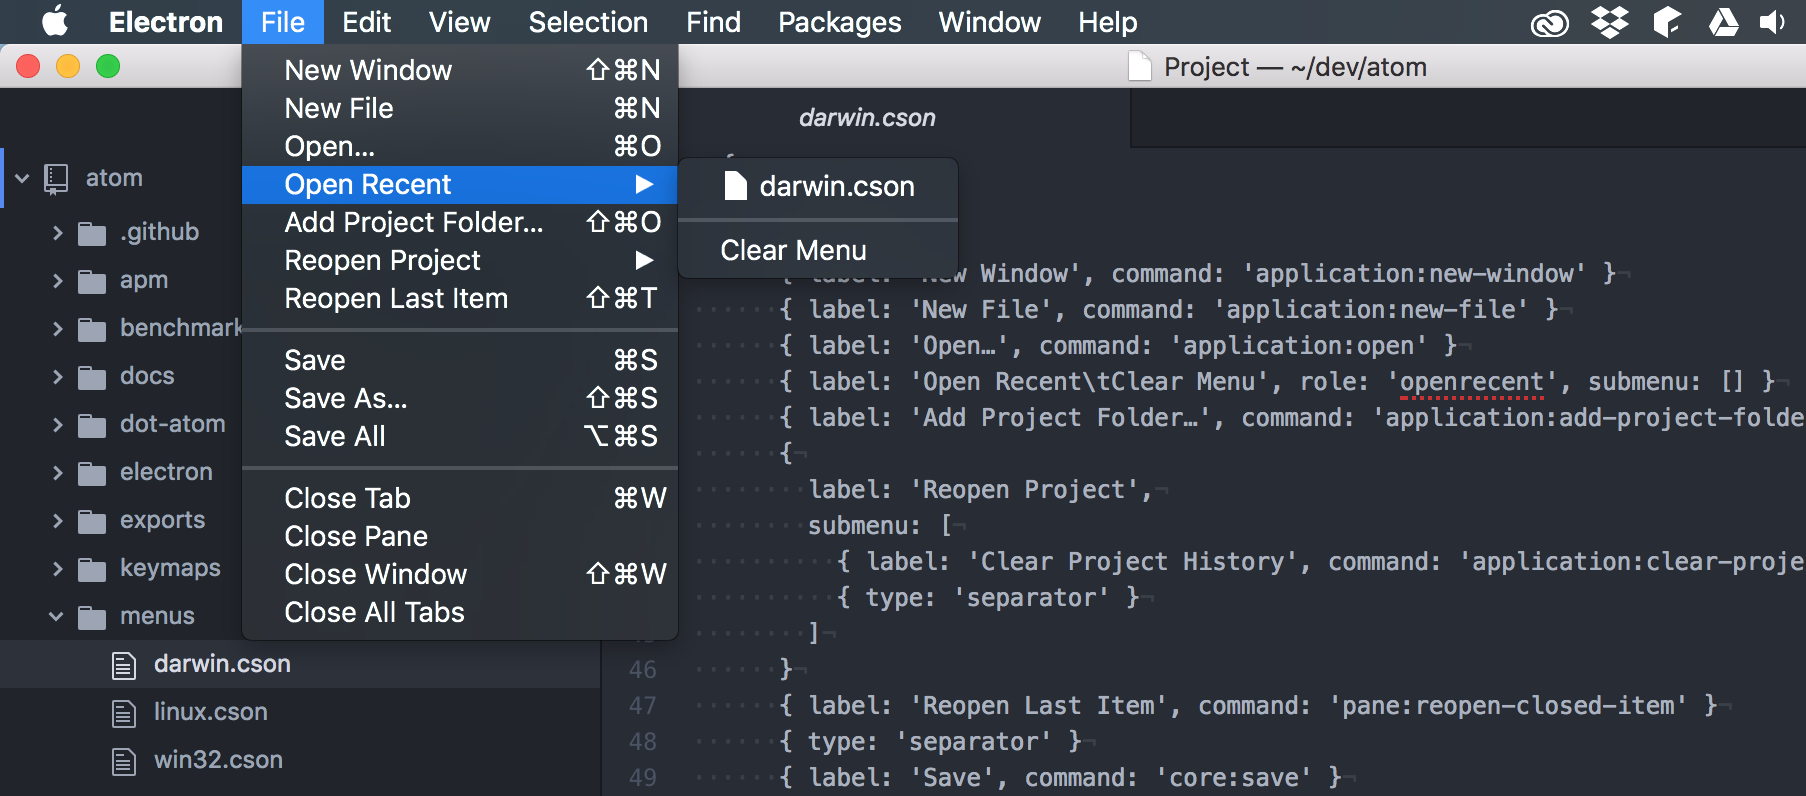 Electron File Edit View Selection Find Packages Window Help
Project — ~/dev/atom
New Window ⇧⌘N
New File ⌘N
Open... ⌘O
Open Recent ▶
Add Project Folder... ⇧⌘O
Reopen Project ▶
Reopen Last Item ⇧⌘T
Save ⌘S
Save As... ⇧⌘S
Save All ⌥⌘S
Close Tab ⌘W
Close Pane
Close Window ⇧⌘W
Close All Tabs
darwin.cson
Clear Menu
atom
.github
apm
benchmark
docs
dot-atom
electron
exports
keymaps
menus
darwin.cson
linux.cson
win32.cson
darwin.cson
{
Window', command: 'application:new-window' }¬
{ label: 'New File', command: 'application:new-file' }¬
{ label: 'Open…', command: 'application:open' }¬
{ label: 'Open Recent\tClear Menu', role: 'openrecent', submenu: [] }¬
{ label: 'Add Project Folder…', command: 'application:add-project-folde
{¬
label: 'Reopen Project',¬
submenu: [¬
{ label: 'Clear Project History', command: 'application:clear-proje
{ type: 'separator' }¬
]¬
46 }¬
47 { label: 'Reopen Last Item', command: 'pane:reopen-closed-item' }¬
48 { type: 'separator' }¬
49 { label: 'Save', command: 'core:save' }¬